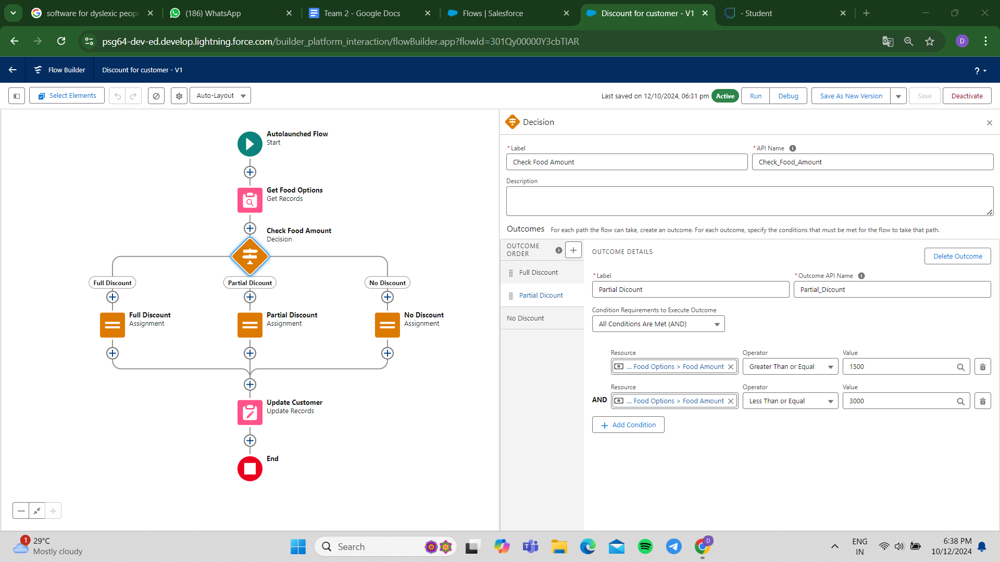 software for dyslexic peopl
(186) WhatsApp
Team 2 - Google Docs
Flows | Salesforce
Discount for customer - V1
- Student
psg64-dev-ed.develop.lightning.force.com/builder_platform_interaction/flowBuilder.app?flowId=301Qy00000Y3cbTIAR
D
Flow Builder
Discount for customer - V1
?
Select Elements
Auto-Layout
Last saved on 12/10/2024, 06:31 pm
Active
Run
Debug
Save As New Version
Save
Deactivate
Autolaunched Flow
Start
Get Food Options
Get Records
Check Food Amount
Decision
Full Discount
Partial Dicount
No Discount
Full Discount
Assignment
Partial Discount
Assignment
No Discount
Assignment
Update Customer
Update Records
End
Decision
*Label
Check Food Amount
*API Name
Check_Food_Amount
Description
Outcomes
For each path the flow can take, create an outcome. For each outcome, specify the conditions that must be met for the flow to take that path.
OUTCOME
ORDER
Full Discount
Partial Dicount
No Discount
OUTCOME DETAILS
Delete Outcome
*Label
Partial Dicount
*Outcome API Name
Partial_Dicount
Condition Requirements to Execute Outcome
All Conditions Are Met (AND)
Resource
Operator
Value
... Food Options > Food Amount
Greater Than or Equal
1500
Resource
Operator
Value
AND
... Food Options > Food Amount
Less Than or Equal
3000
Add Condition
1
29°C
Mostly cloudy
Search
D
ENG
IN
6:38 PM
10/12/2024